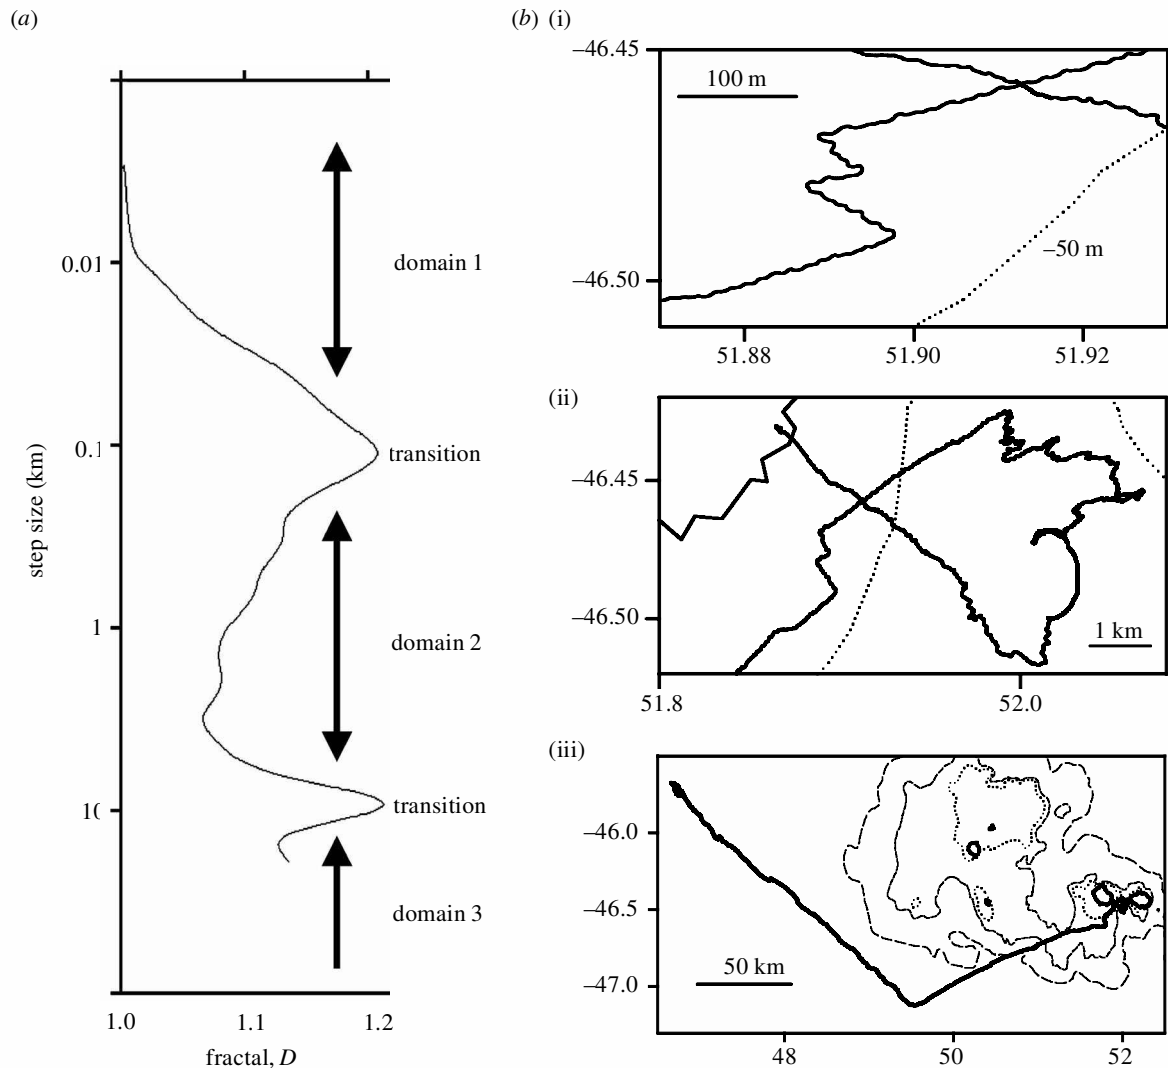 (a)
0.01
0.1
1
10
step size (km)
domain 1
transition
domain 2
transition
domain 3
1.0 1.1 1.2
fractal, D
(b) (i)
–46.45
–46.50
100 m
–50 m
51.88 51.90 51.92
(ii)
–46.45
–46.50
1 km
51.8 52.0
(iii)
–46.0
–46.5
–47.0
50 km
48 50 52